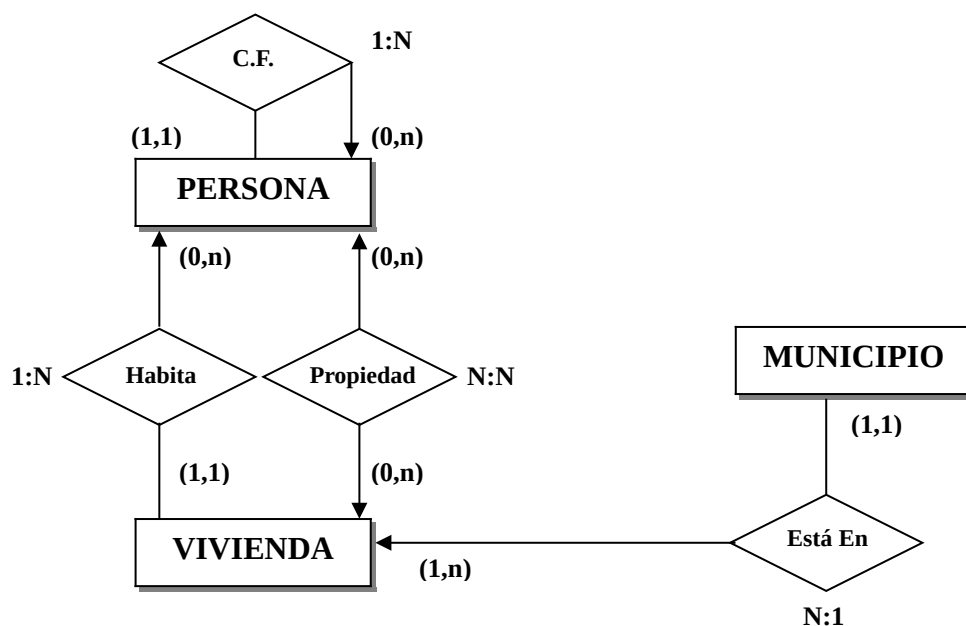 1:N
C.F.
(1,1)
(0,n)
PERSONA
(0,n)
(0,n)
1:N
Habita
Propiedad
N:N
MUNICIPIO
(1,1)
(1,1)
(0,n)
VIVIENDA
(1,n)
Está En
N:1